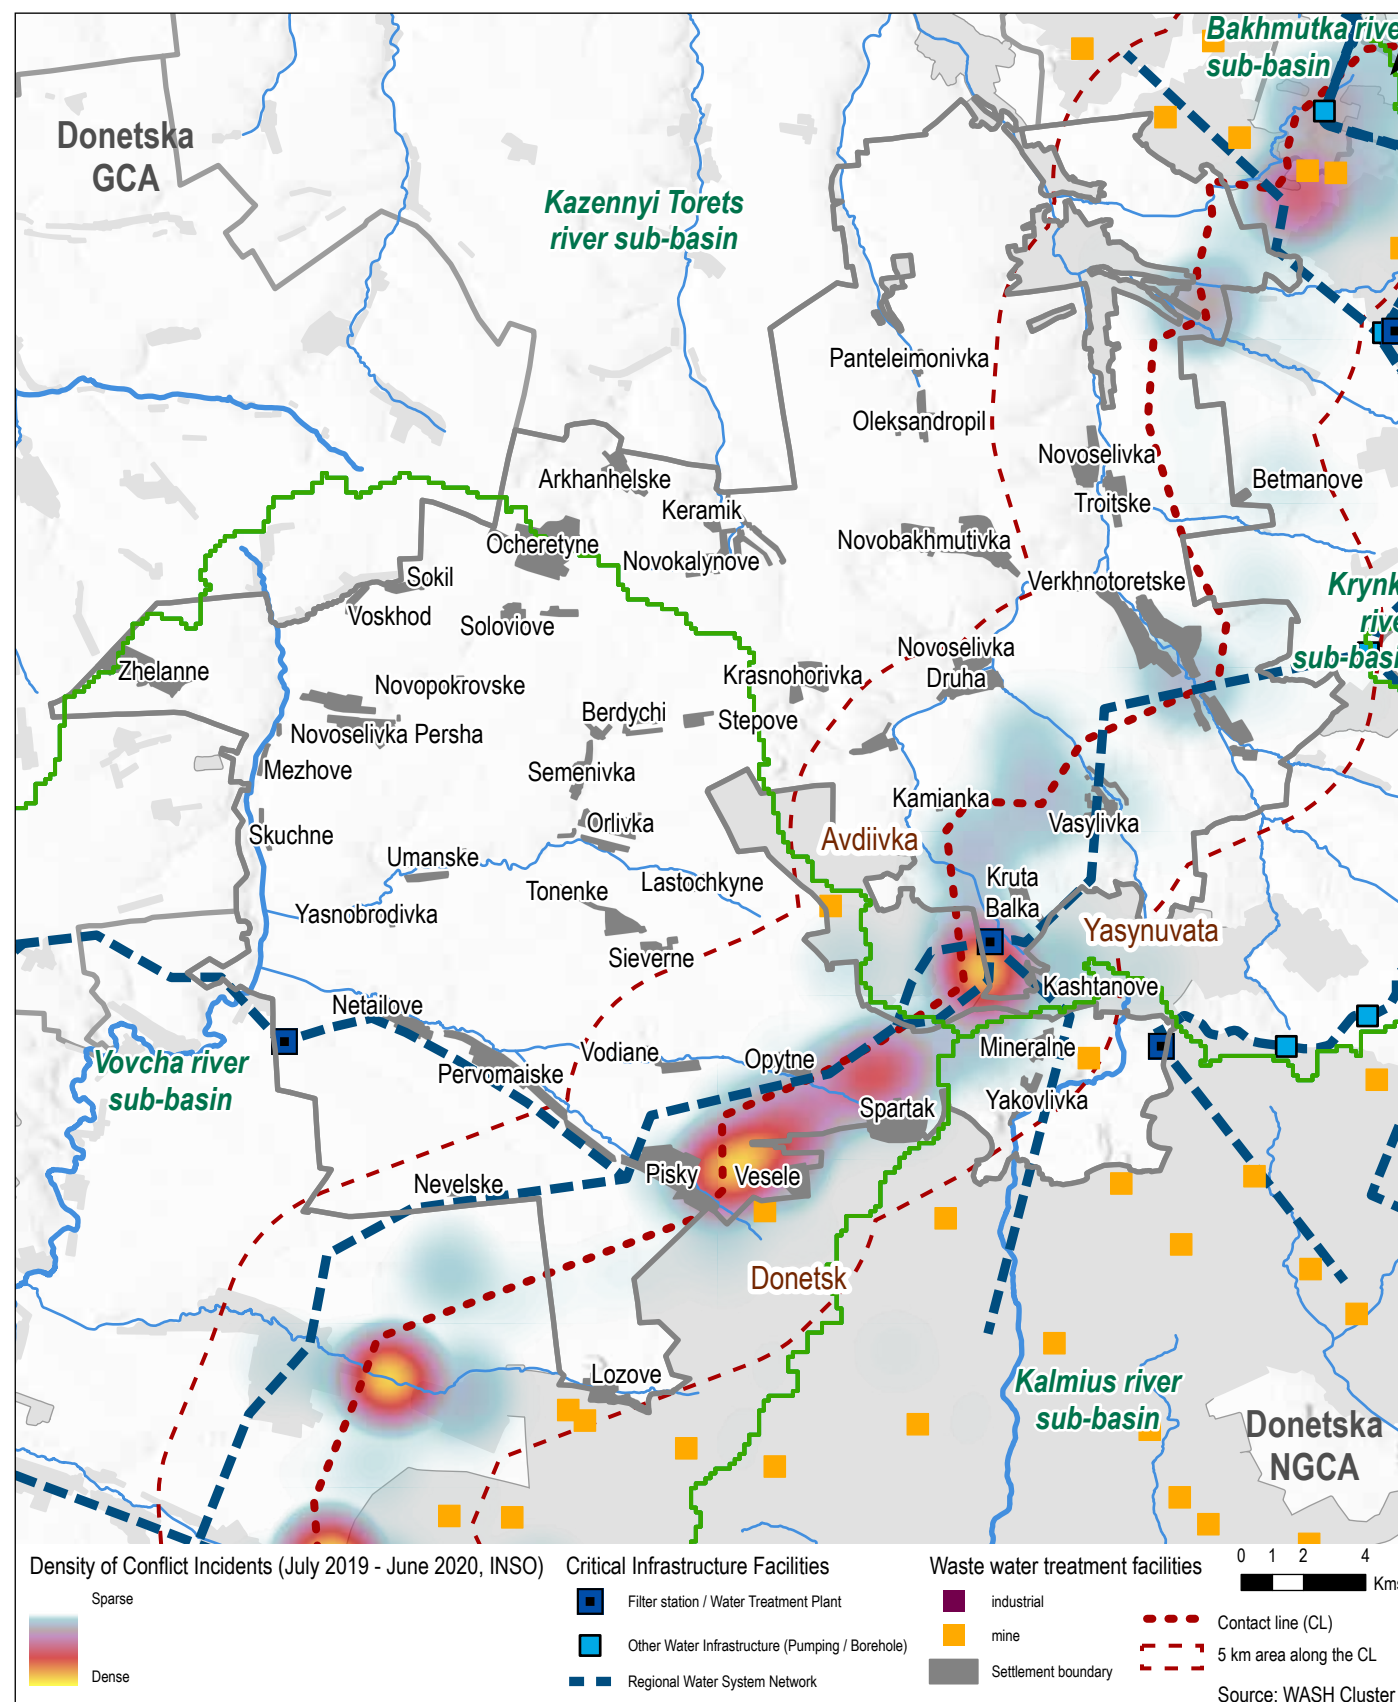 Bakhmutka rive
sub-basin
Donetska
GCA
Kazennyi Torets
river sub-basin
Panteleimonivka
Oleksandropil
Novoselivka
Betmanove
Arkhanhelske
Troitske
Keramik
Ocheretyne
Novobakhmutivka
Novokalynove
Sokil
Verkhnotoretske
Krynk
rive
sub-basi
Voskhod
Soloviove
Novoselivka
Druha
Zhelanne
Krasnohorivka
Novopokrovske
Berdychi
Stepove
Novoselivka Persha
Mezhove
Semenivka
Kamianka
Vasylivka
Orlivka
Skuchne
Avdiivka
Umanske
Lastochkyne
Kruta
Balka
Tonenke
Yasnobrodivka
Yasynuvata
Sieverne
Kashtanove
Netailove
Mineralne
Vodiane
Opytne
Vovcha river
sub-basin
Pervomaiske
Yakovlivka
Spartak
Pisky
Vesele
Nevelske
Donetsk
Lozove
Kalmius river
sub-basin
Donetska
NGCA
Density of Conflict Incidents (July 2019 - June 2020, INSO)
Sparse
Dense
Critical Infrastructure Facilities
Filter station / Water Treatment Plant
Other Water Infrastructure (Pumping / Borehole)
Regional Water System Network
Waste water treatment facilities
industrial
mine
Settlement boundary
0 1 2 4
Kms
Contact line (CL)
5 km area along the CL
Source: WASH Cluster